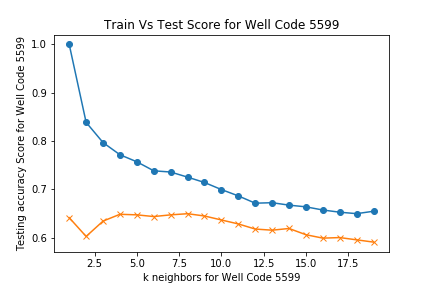 Train Vs Test Score for Well Code 5599
Testing accuracy Score for Well Code 5599
1.0
0.9
0.8
0.7
0.6
2.5 5.0 7.5 10.0 12.5 15.0 17.5
k neighbors for Well Code 5599